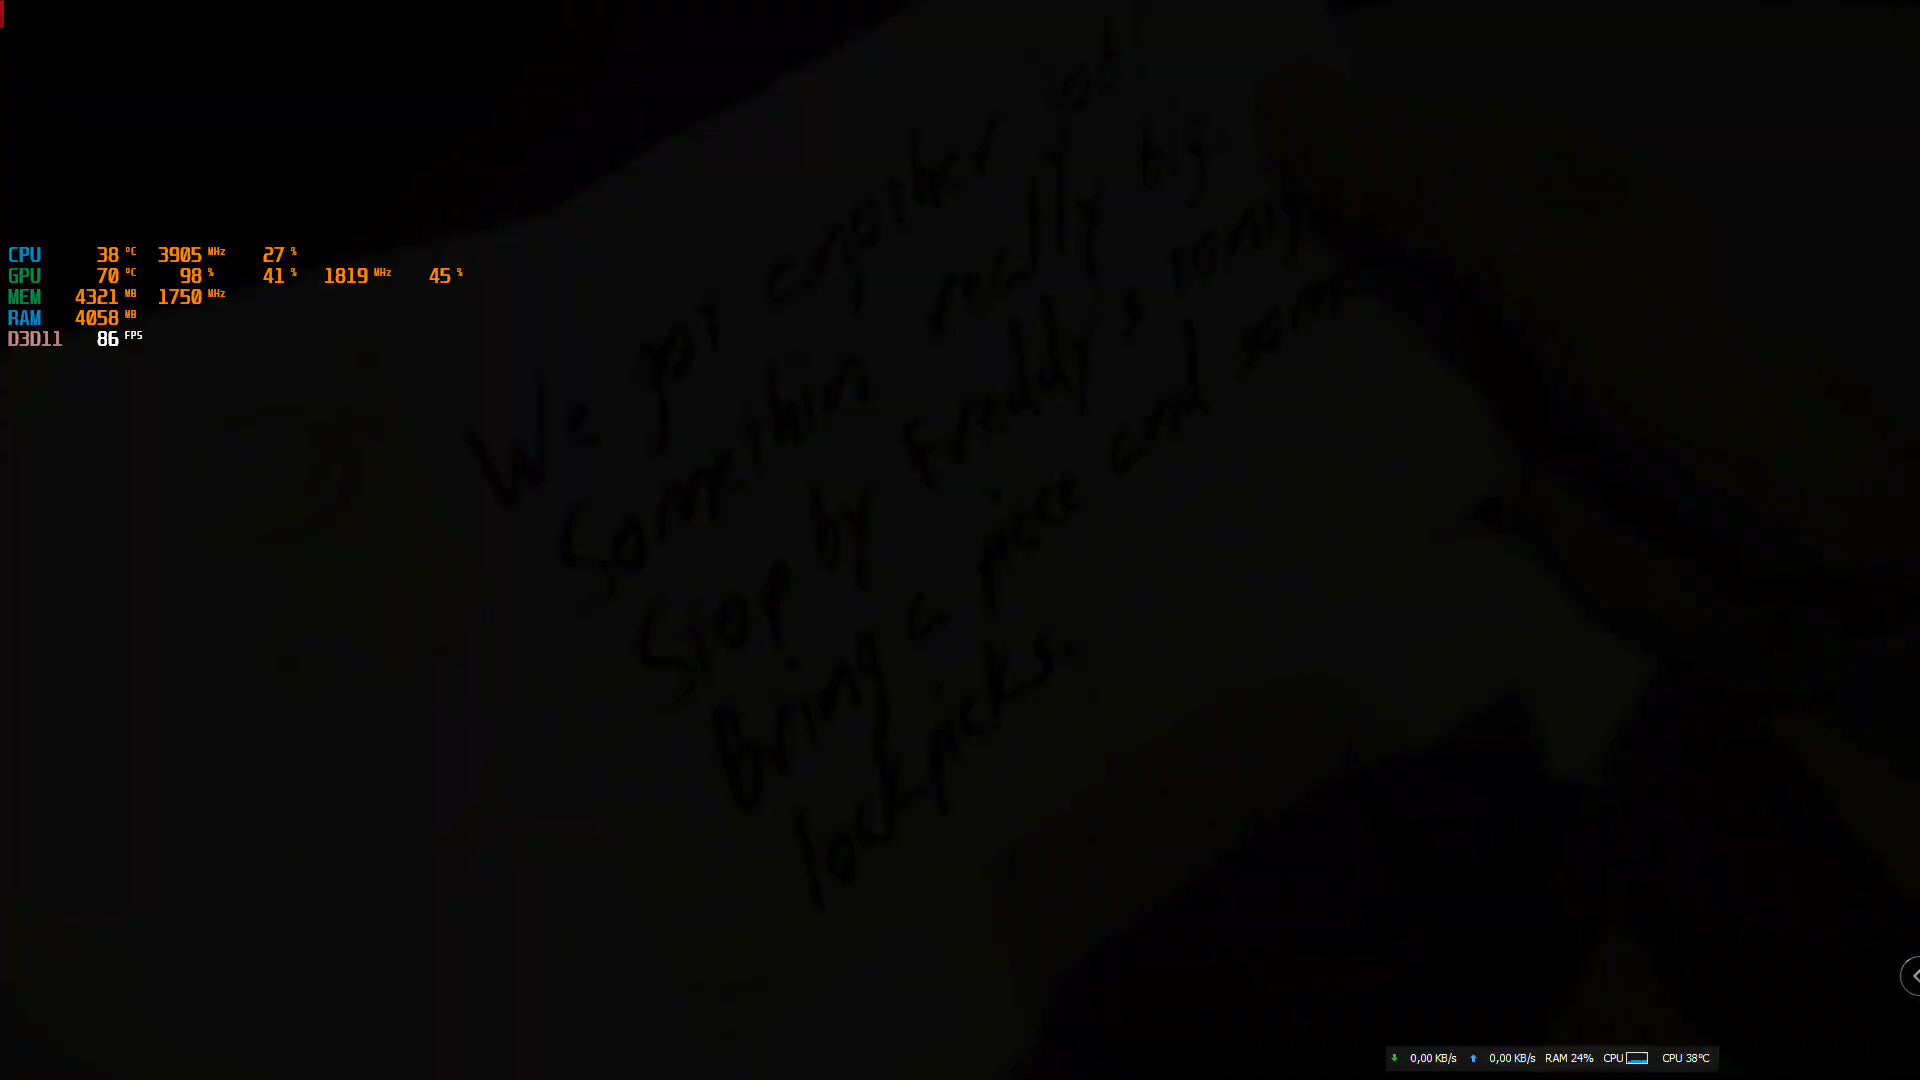 CPU 38 °C 3905 MHz 27 %
GPU 70 °C 98 % 41 % 1819 MHz 45 %
MEM 4321 MB 1750 MHz
RAM 4058 MB
D3D11 86 FPS
We got another job.
Somethin really big.
Stop by Freddy's
Bring a piece and some
lockpicks.
0,00 KB/s 0,00 KB/s RAM 24% CPU CPU 38°C